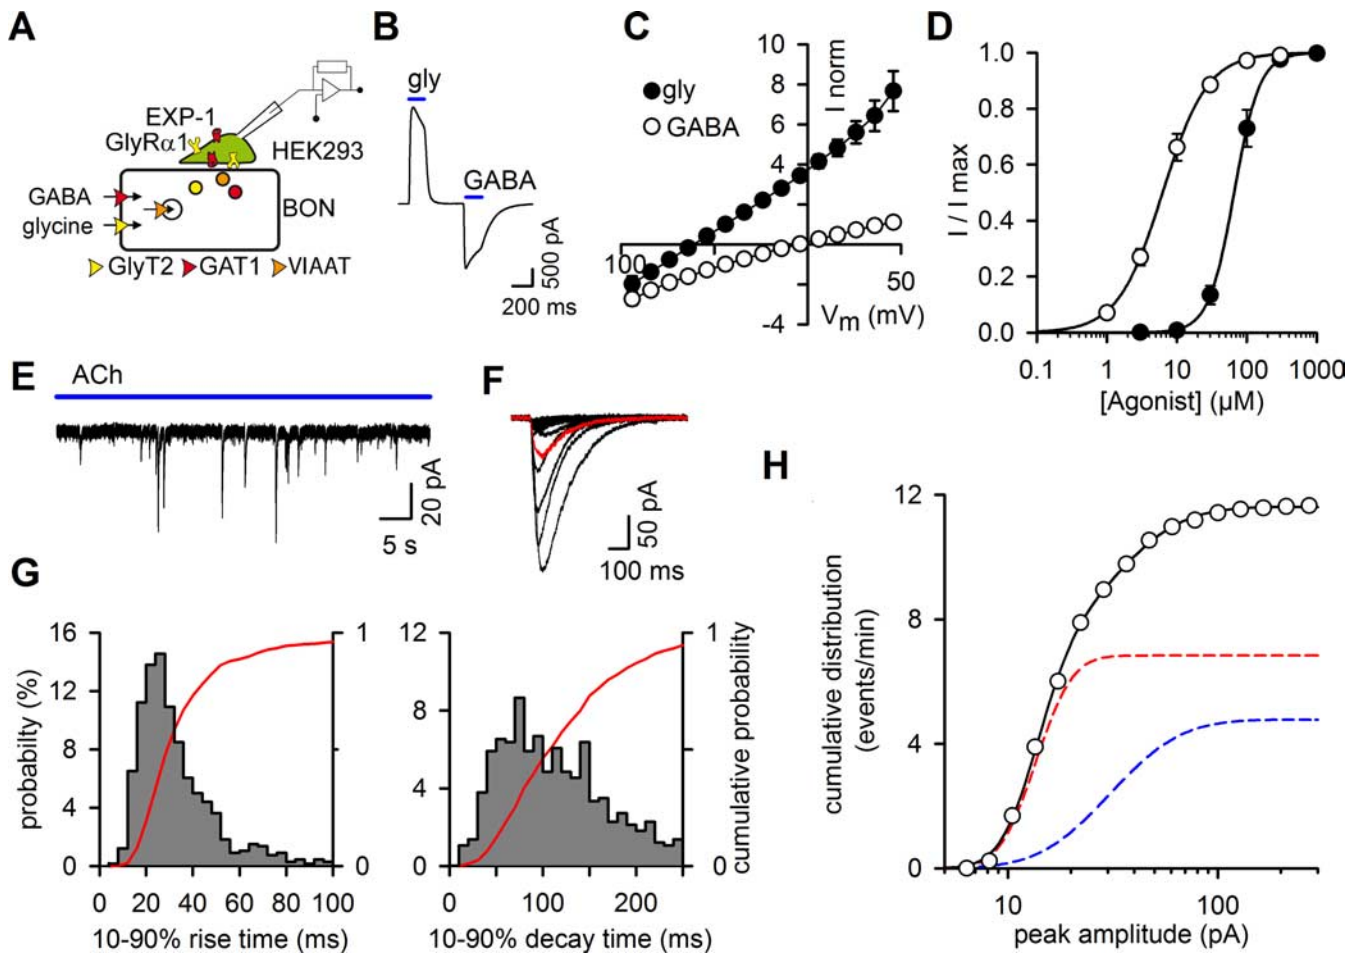 A
EXP-1
GlyRα1
HEK293
GABA
glycine
BON
GlyT2 GAT1 VIAAT
B
gly
GABA
500 pA
200 ms
C
gly
GABA
I norm
10
8
6
4
2
-4
100
50
Vm (mV)
D
I / I max
1.0
0.8
0.6
0.4
0.2
0.0
0.1 1 10 100 1000
[Agonist] (µM)
E
ACh
20 pA
5 s
F
50 pA
100 ms
G
probabilty (%)
16
12
8
4
0
1
0
0 20 40 60 80 100
10-90% rise time (ms)
12
8
4
0
1
0
cumulative probability
0 100 200
10-90% decay time (ms)
H
cumulative distribution
(events/min)
12
8
4
0
10 100
peak amplitude (pA)